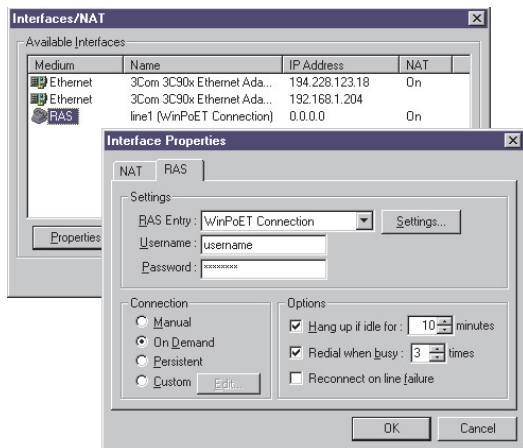 Interfaces/NAT
Available Interfaces
Medium Name IP Address NAT
Ethernet 3Com 3C90x Ethernet Ada... 194.228.123.18 On
Ethernet 3Com 3C90x Ethernet Ada... 192.168.1.204
RAS line1 (WinPoET Connection) 0.0.0.0 On
Properties
Interface Properties
NAT RAS
Settings
RAS Entry : WinPoET Connection Settings...
Username : username
Password : xxxxxxxx
Connection
Manual
On Demand
Persistent
Custom Edit...
Options
Hang up if idle for : 10 minutes
Redial when busy : 3 times
Reconnect on line failure
OK Cancel